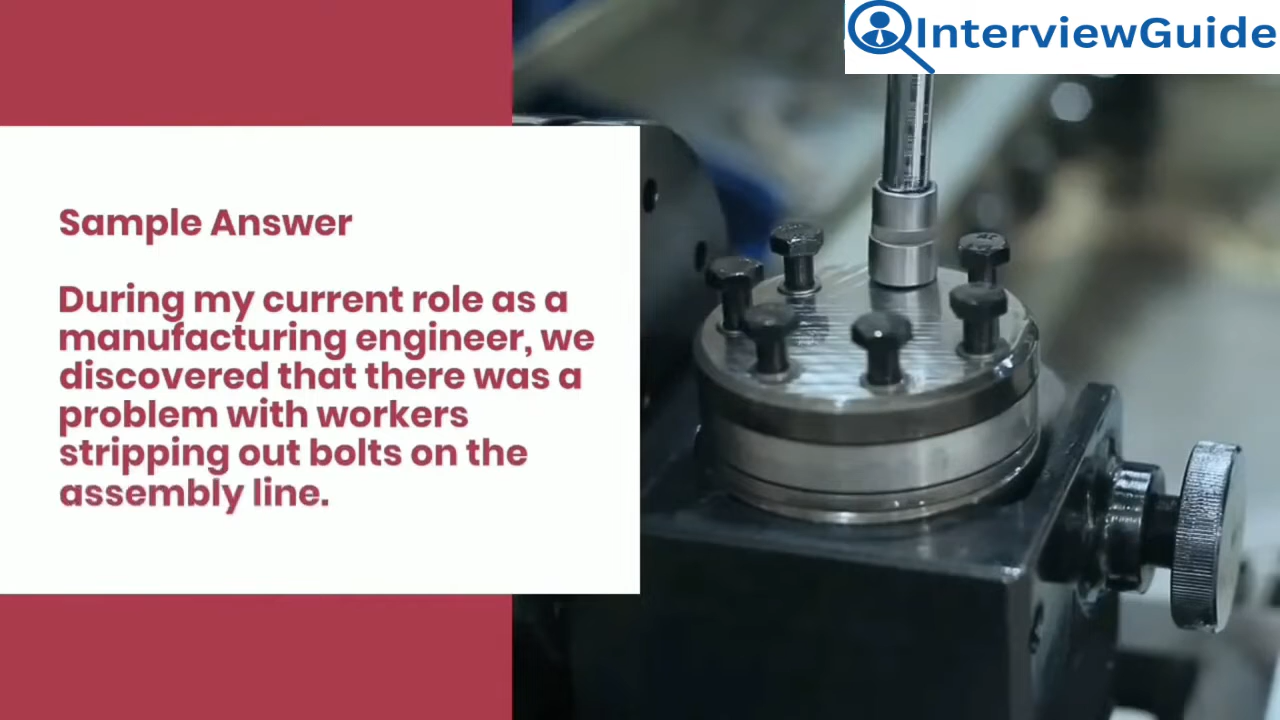 InterviewGuide
Sample Answer
During my current role as a
manufacturing engineer, we
discovered that there was a
problem with workers
stripping out bolts on the
assembly line.